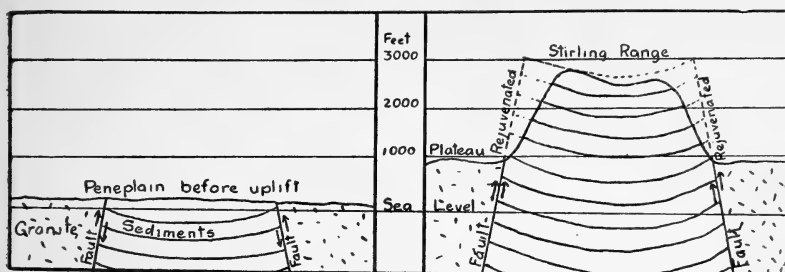 Feet
3000
2000
1000
Sea
Level
Peneplain before uplift
Granite
Sediments
Fault
Fault
Stirling Range
Rejuvenated
Rejuvenated
Plateau
Fault
Fault